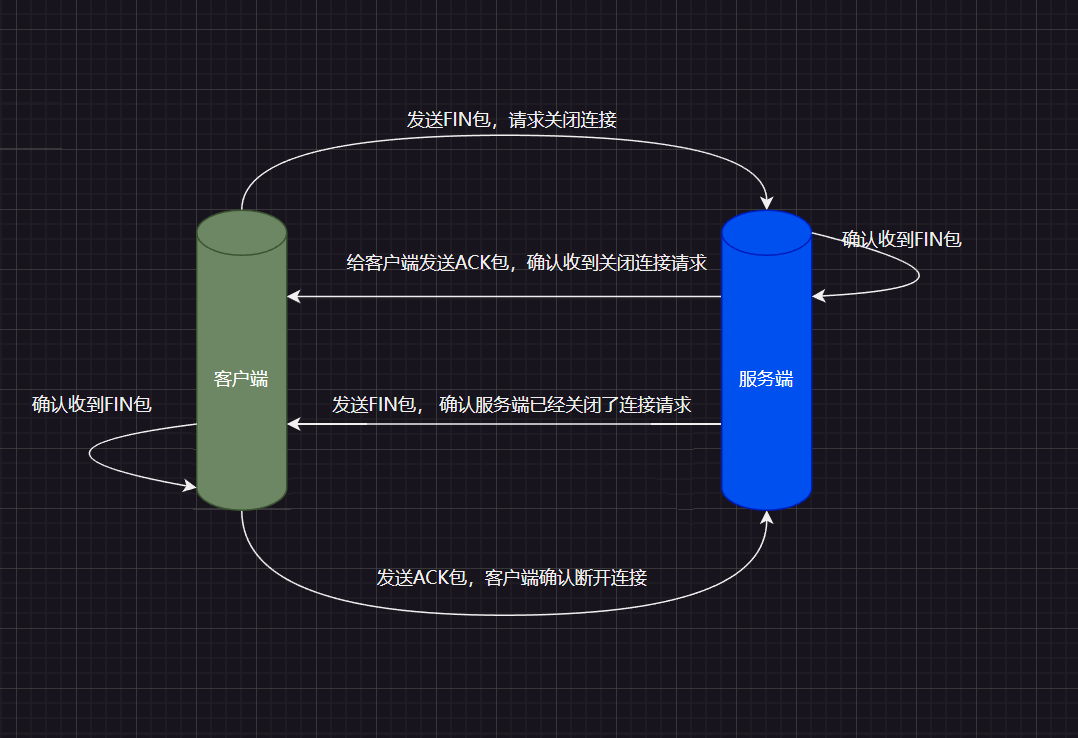 发送FIN包，请求关闭连接
确认收到FIN包
给客户端发送ACK包，确认收到关闭连接请求
客户端
服务端
确认收到FIN包
发送FIN包， 确认服务端已经关闭了连接请求
发送ACK包，客户端确认断开连接